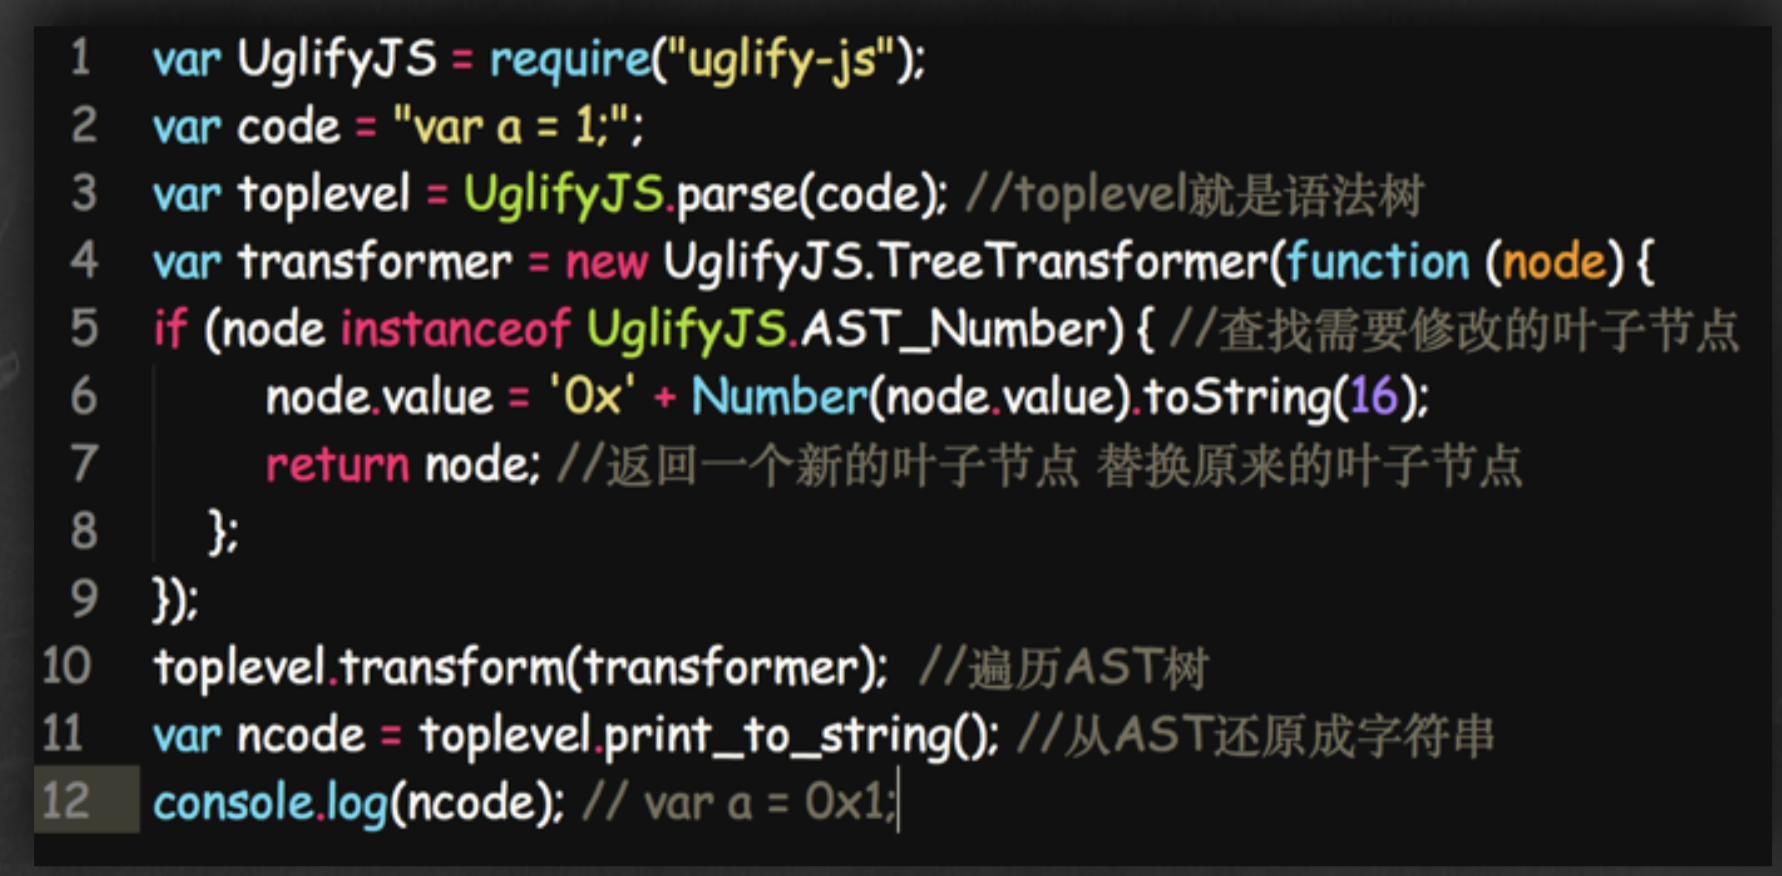 1 var UglifyJS = require("uglify-js");
2 var code = "var a = 1;";
3 var toplevel = UglifyJS.parse(code); //toplevel就是语法树
4 var transformer = new UglifyJS.TreeTransformer(function (node) {
5 if (node instanceof UglifyJS.AST_Number) { //查找需要修改的叶子节点
6 node.value = '0x' + Number(node.value).toString(16);
7 return node; //返回一个新的叶子节点 替换原来的叶子节点
8 };
9 });
10 toplevel.transform(transformer); //遍历AST树
11 var ncode = toplevel.print_to_string(); //从AST还原成字符串
12 console.log(ncode); // var a = 0x1;